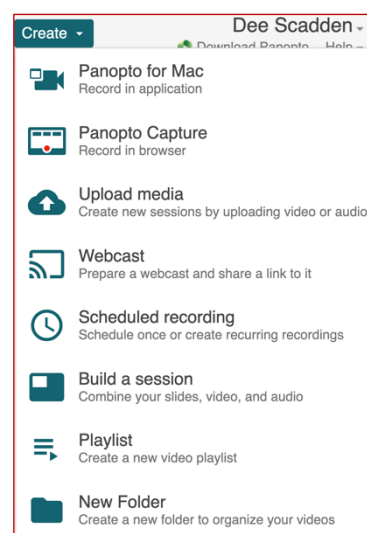 Create
Dee Scadden
Download Panopto Help
Panopto for Mac
Record in application
Panopto Capture
Record in browser
Upload media
Create new sessions by uploading video or audio
Webcast
Prepare a webcast and share a link to it
Scheduled recording
Schedule once or create recurring recordings
Build a session
Combine your slides, video, and audio
Playlist
Create a new video playlist
New Folder
Create a new folder to organize your videos